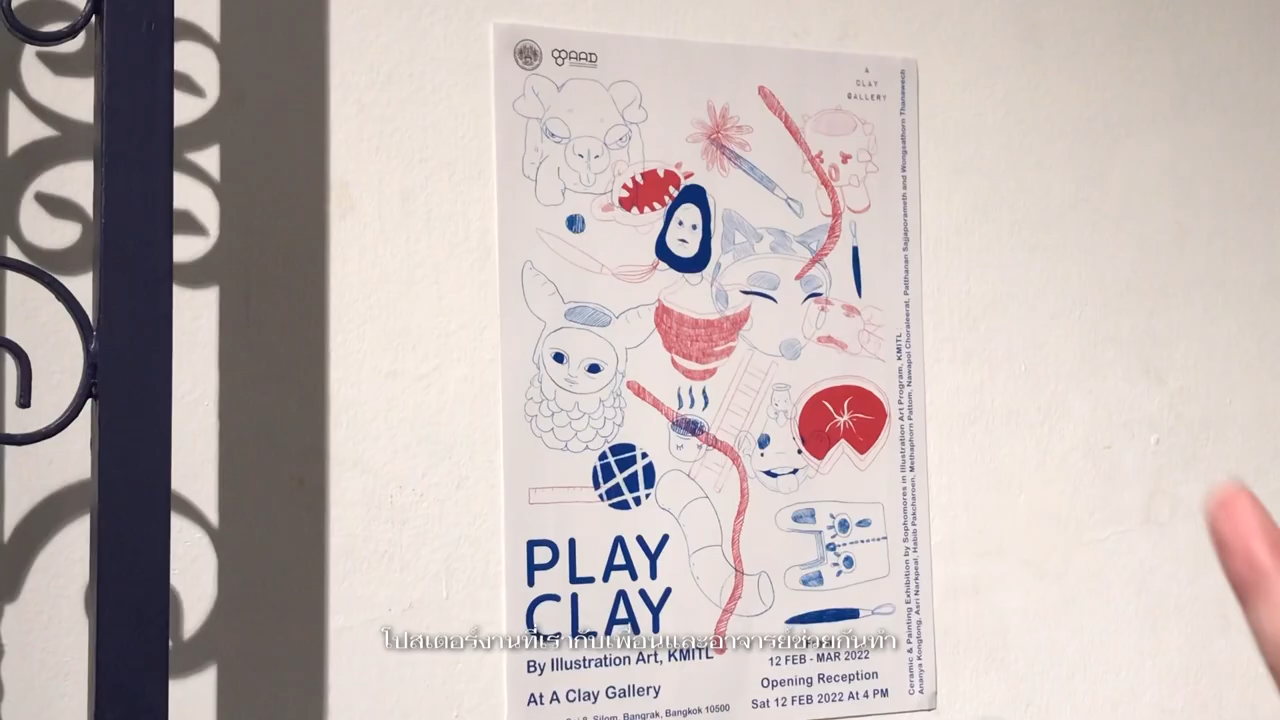 AAD
A
CLAY
GALLERY
Ceramic & Painting Exhibition by Sophomores in Illustration Art Program, KMITL
Ananya Kongtong, Asri Narkpeal, Habib Pakcharoen, Methaphorn Pattom, Nawapol Choraleerat, Patthanan Sajjaporameth and Wongsathorn Thanawech
PLAY
CLAY
โปสเตอร์งานที่เรากับเพื่อนและอาจารย์ช่วยกันทำ
By Illustration Art, KMITL
At A Clay Gallery
Silom, Bangrak, Bangkok 10500
12 FEB - MAR 2022
Opening Reception
Sat 12 FEB 2022 At 4 PM